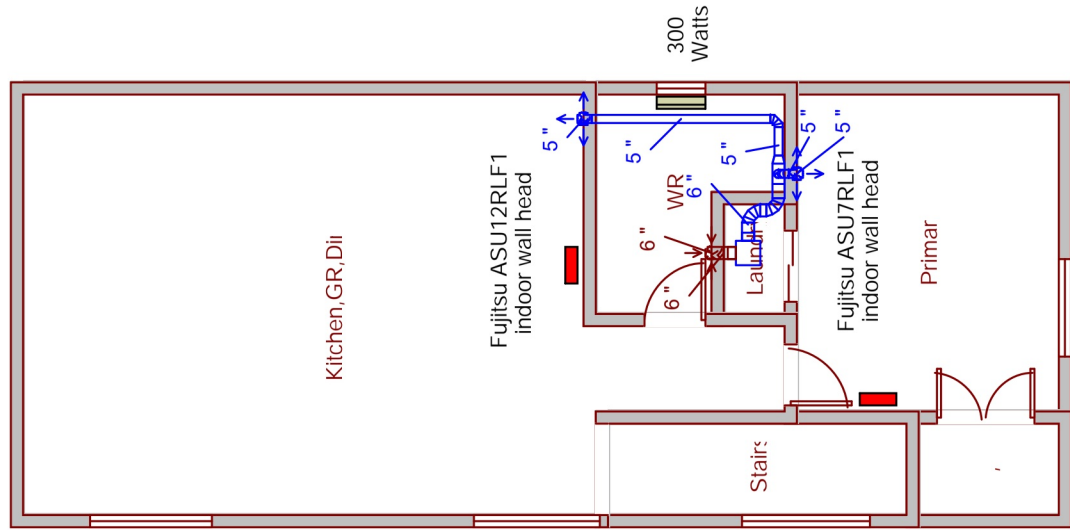 300
Watts
5 "
5 "
5 "
5 "
5 "
Fujitsu ASU12RLF1
indoor wall head
6 "
WR
6 "
6 "
Fujitsu ASU7RLF1
indoor wall head
Primar
Kitchen,GR,Di
Laund
Stair